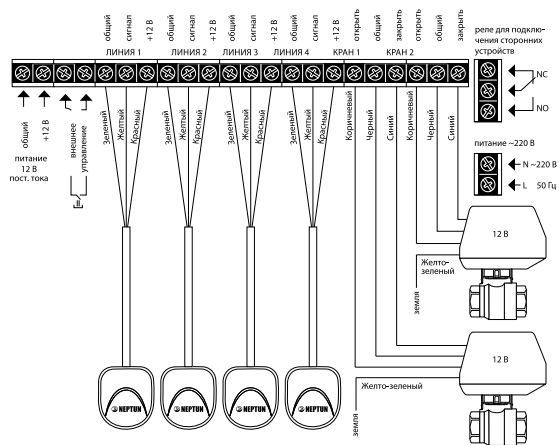 общий
сигнал
+12 В
общий
сигнал
+12 В
общий
сигнал
+12 В
общий
сигнал
+12 В
открыть
общий
закрыть
открыть
общий
закрыть
реле для подклю-
чения сторонних
устройств
ЛИНИЯ 1
ЛИНИЯ 2
ЛИНИЯ 3
ЛИНИЯ 4
КРАН 1
КРАН 2
NC
NO
общий
+12 В
питание
12 В
пост. тока
внешнее
управление
Зеленый
Желтый
Красный
Зеленый
Желтый
Красный
Зеленый
Желтый
Красный
Зеленый
Желтый
Красный
Коричневый
Черный
Синий
Коричневый
Черный
Синий
питание ~220 В
N ~220 В
L 50 Гц
12 В
Желто-
зеленый
земля
12 В
Желто-зеленый
земля
NEPTUN
NEPTUN
NEPTUN
NEPTUN